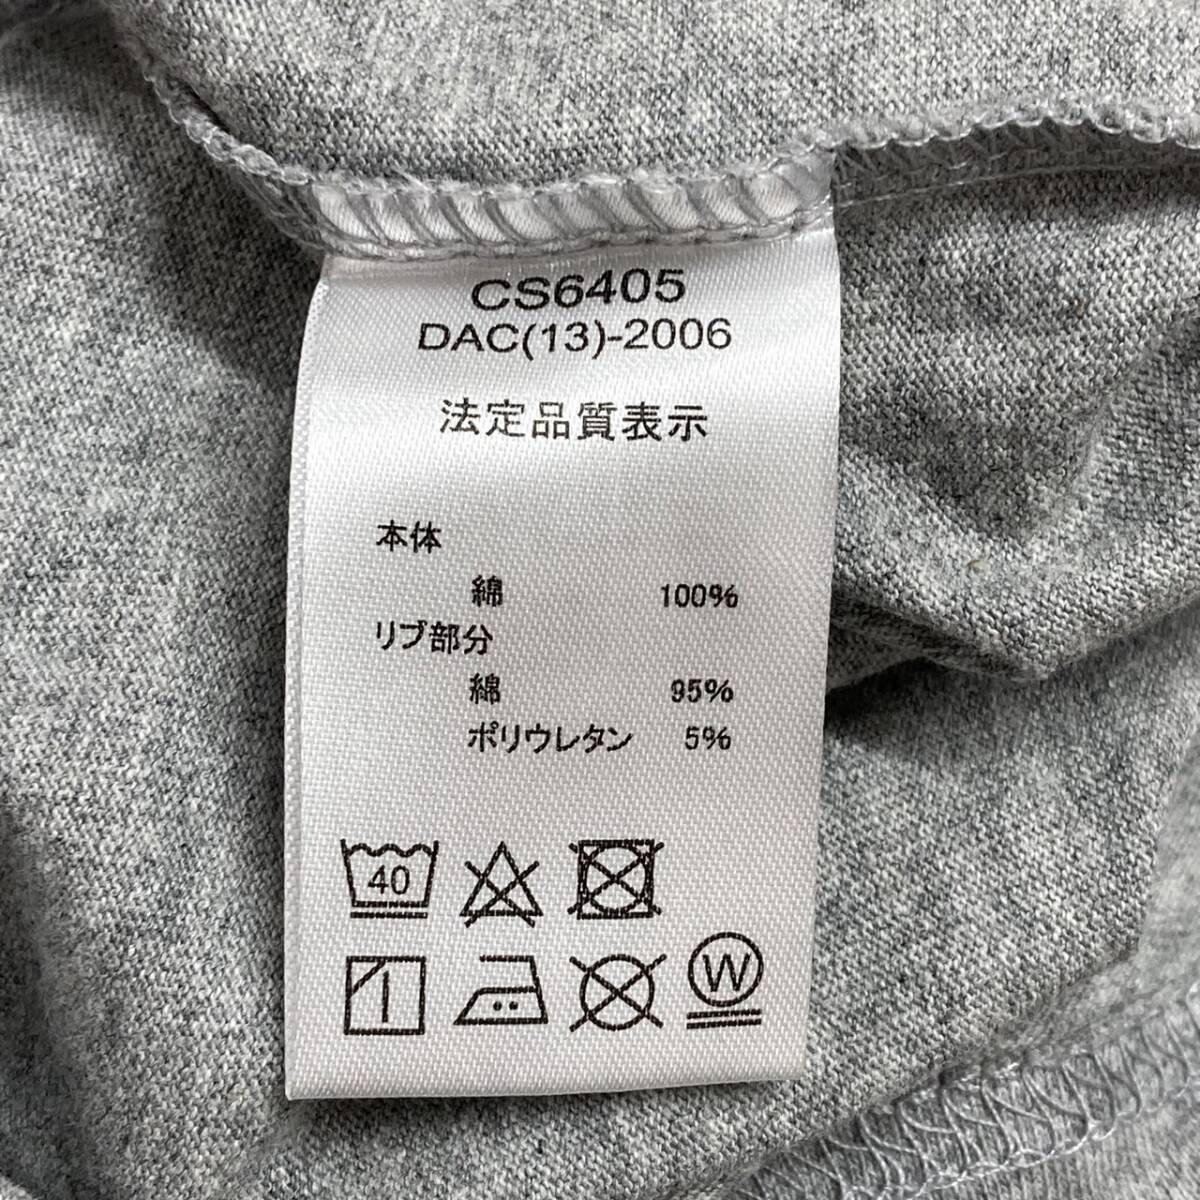 CS6405
DAC(13)-2006
法定品質表示
本体
綿 100%
リブ部分
綿 95%
ポリウレタン 5%
40
W